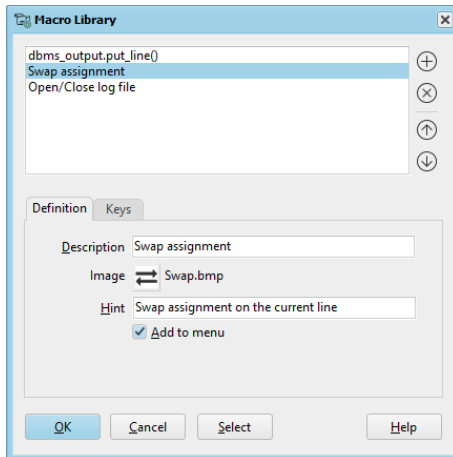 Macro Library
dbms_output.put_line()
Swap assignment
Open/Close log file
Definition Keys
Description Swap assignment
Image Swap.bmp
Hint Swap assignment on the current line
Add to menu
OK Cancel Select Help